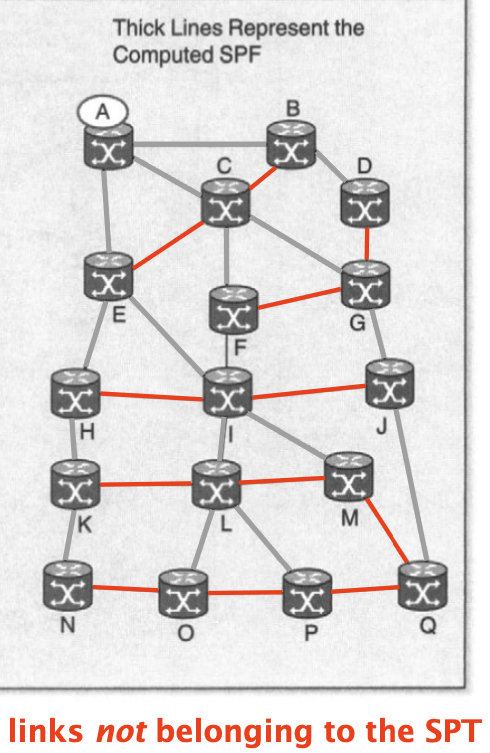 Thick Lines Represent the
Computed SPF
A
B
C
D
E
F
G
H
I
J
K
L
M
N
O
P
Q
links not belonging to the SPT